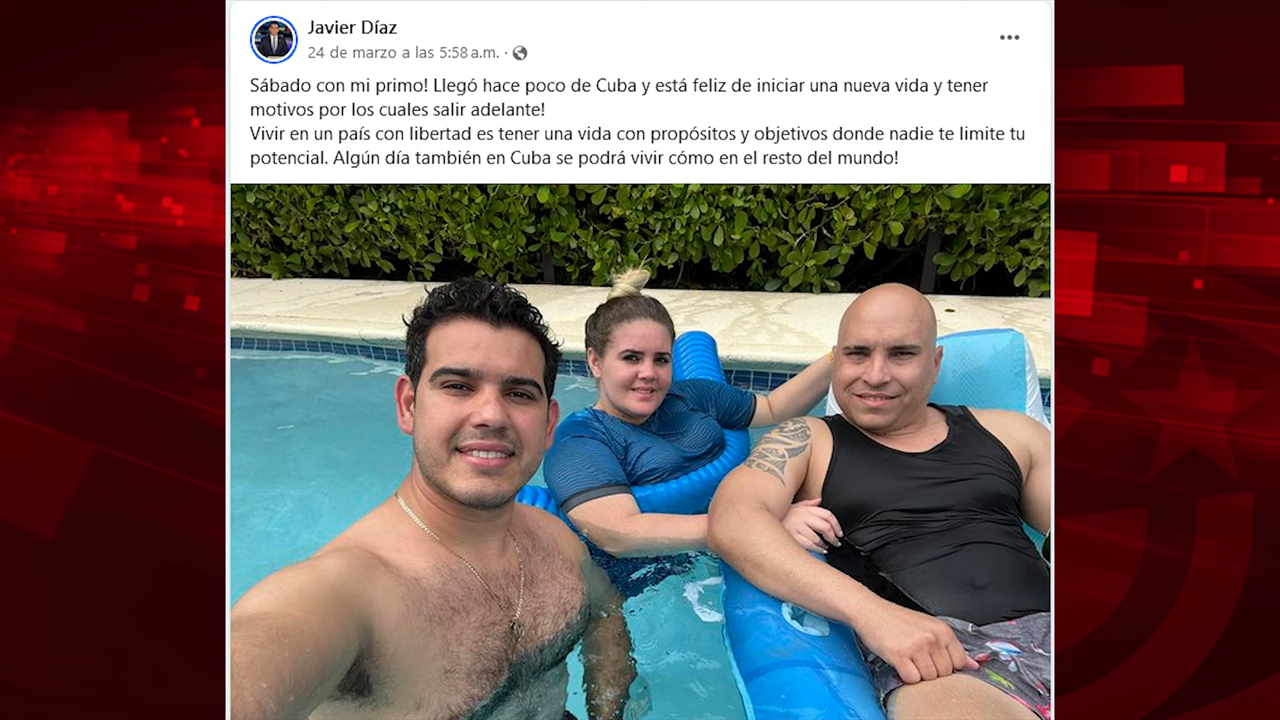 Javier Díaz
24 de marzo a las 5:58 a.m. ·
Sábado con mi primo! Llegó hace poco de Cuba y está feliz de iniciar una nueva vida y tener
motivos por los cuales salir adelante!
Vivir en un país con libertad es tener una vida con propósitos y objetivos donde nadie te limite tu
potencial. Algún día también en Cuba se podrá vivir cómo en el resto del mundo!